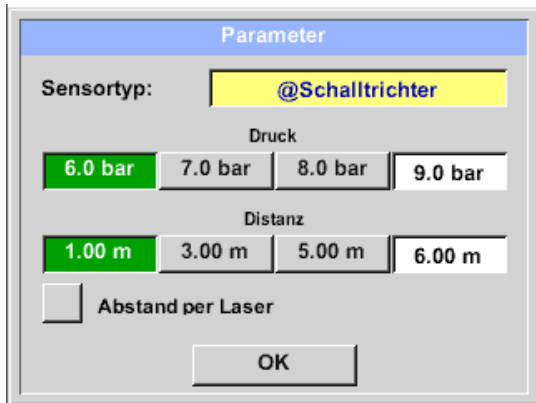 Parameter
Sensortyp: @Schalltrichter
Druck
6.0 bar 7.0 bar 8.0 bar 9.0 bar
Distanz
1.00 m 3.00 m 5.00 m 6.00 m
Abstand per Laser
OK